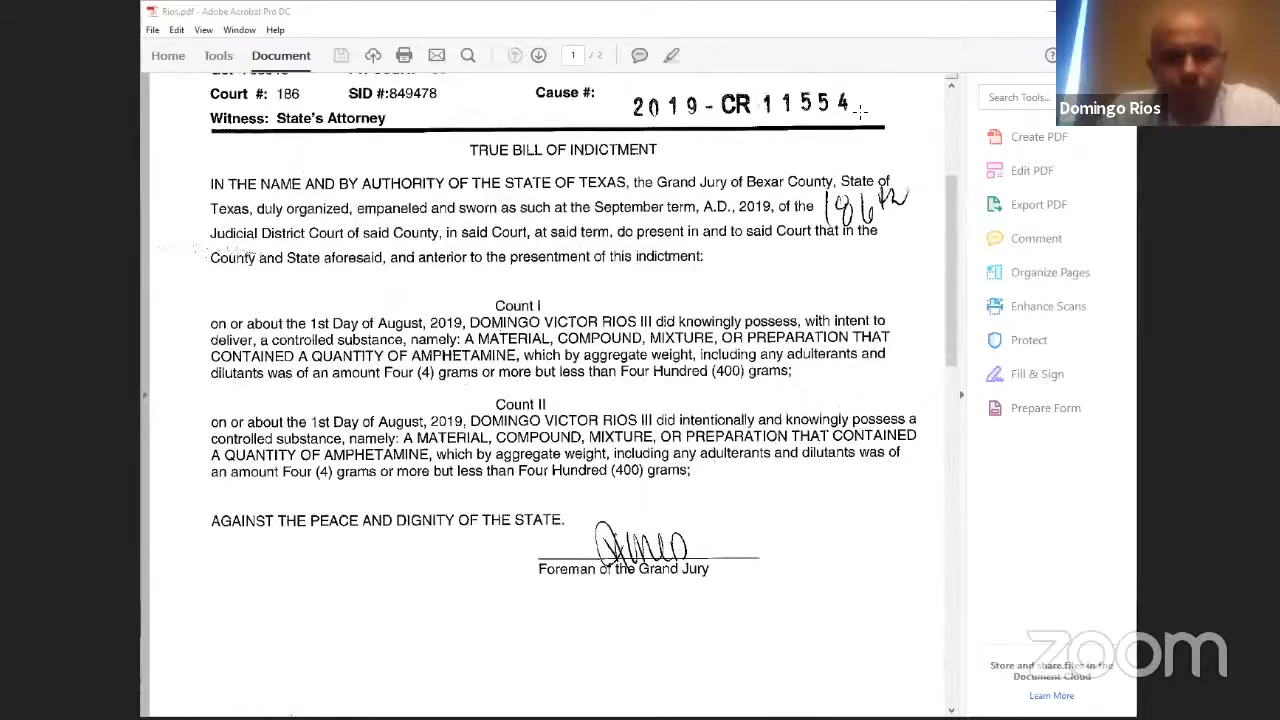 Rios.pdf - Adobe Acrobat Pro DC
File Edit View Window Help
Home Tools Document 1 / 2
Domingo Rios
Court #: 186 SID #:849478 Cause #: 2019-CR 11554
Witness: State's Attorney
TRUE BILL OF INDICTMENT
IN THE NAME AND BY AUTHORITY OF THE STATE OF TEXAS, the Grand Jury of Bexar County, State of
Texas, duly organized, empaneled and sworn as such at the September term, A.D., 2019, of the 186th
Judicial District Court of said County, in said Court, at said term, do present in and to said Court that in the
County and State aforesaid, and anterior to the presentment of this indictment:
Count I
on or about the 1st Day of August, 2019, DOMINGO VICTOR RIOS III did knowingly possess, with intent to
deliver, a controlled substance, namely: A MATERIAL, COMPOUND, MIXTURE, OR PREPARATION THAT
CONTAINED A QUANTITY OF AMPHETAMINE, which by aggregate weight, including any adulterants and
dilutants was of an amount Four (4) grams or more but less than Four Hundred (400) grams;
Count II
on or about the 1st Day of August, 2019, DOMINGO VICTOR RIOS III did intentionally and knowingly possess a
controlled substance, namely: A MATERIAL, COMPOUND, MIXTURE, OR PREPARATION THAT CONTAINED
A QUANTITY OF AMPHETAMINE, which by aggregate weight, including any adulterants and dilutants was of
an amount Four (4) grams or more but less than Four Hundred (400) grams;
AGAINST THE PEACE AND DIGNITY OF THE STATE.
Foreman of the Grand Jury
Search Tools...
Create PDF
Edit PDF
Export PDF
Comment
Organize Pages
Enhance Scans
Protect
Fill & Sign
Prepare Form
Store and share files in the
Document Cloud
Learn More
zoom